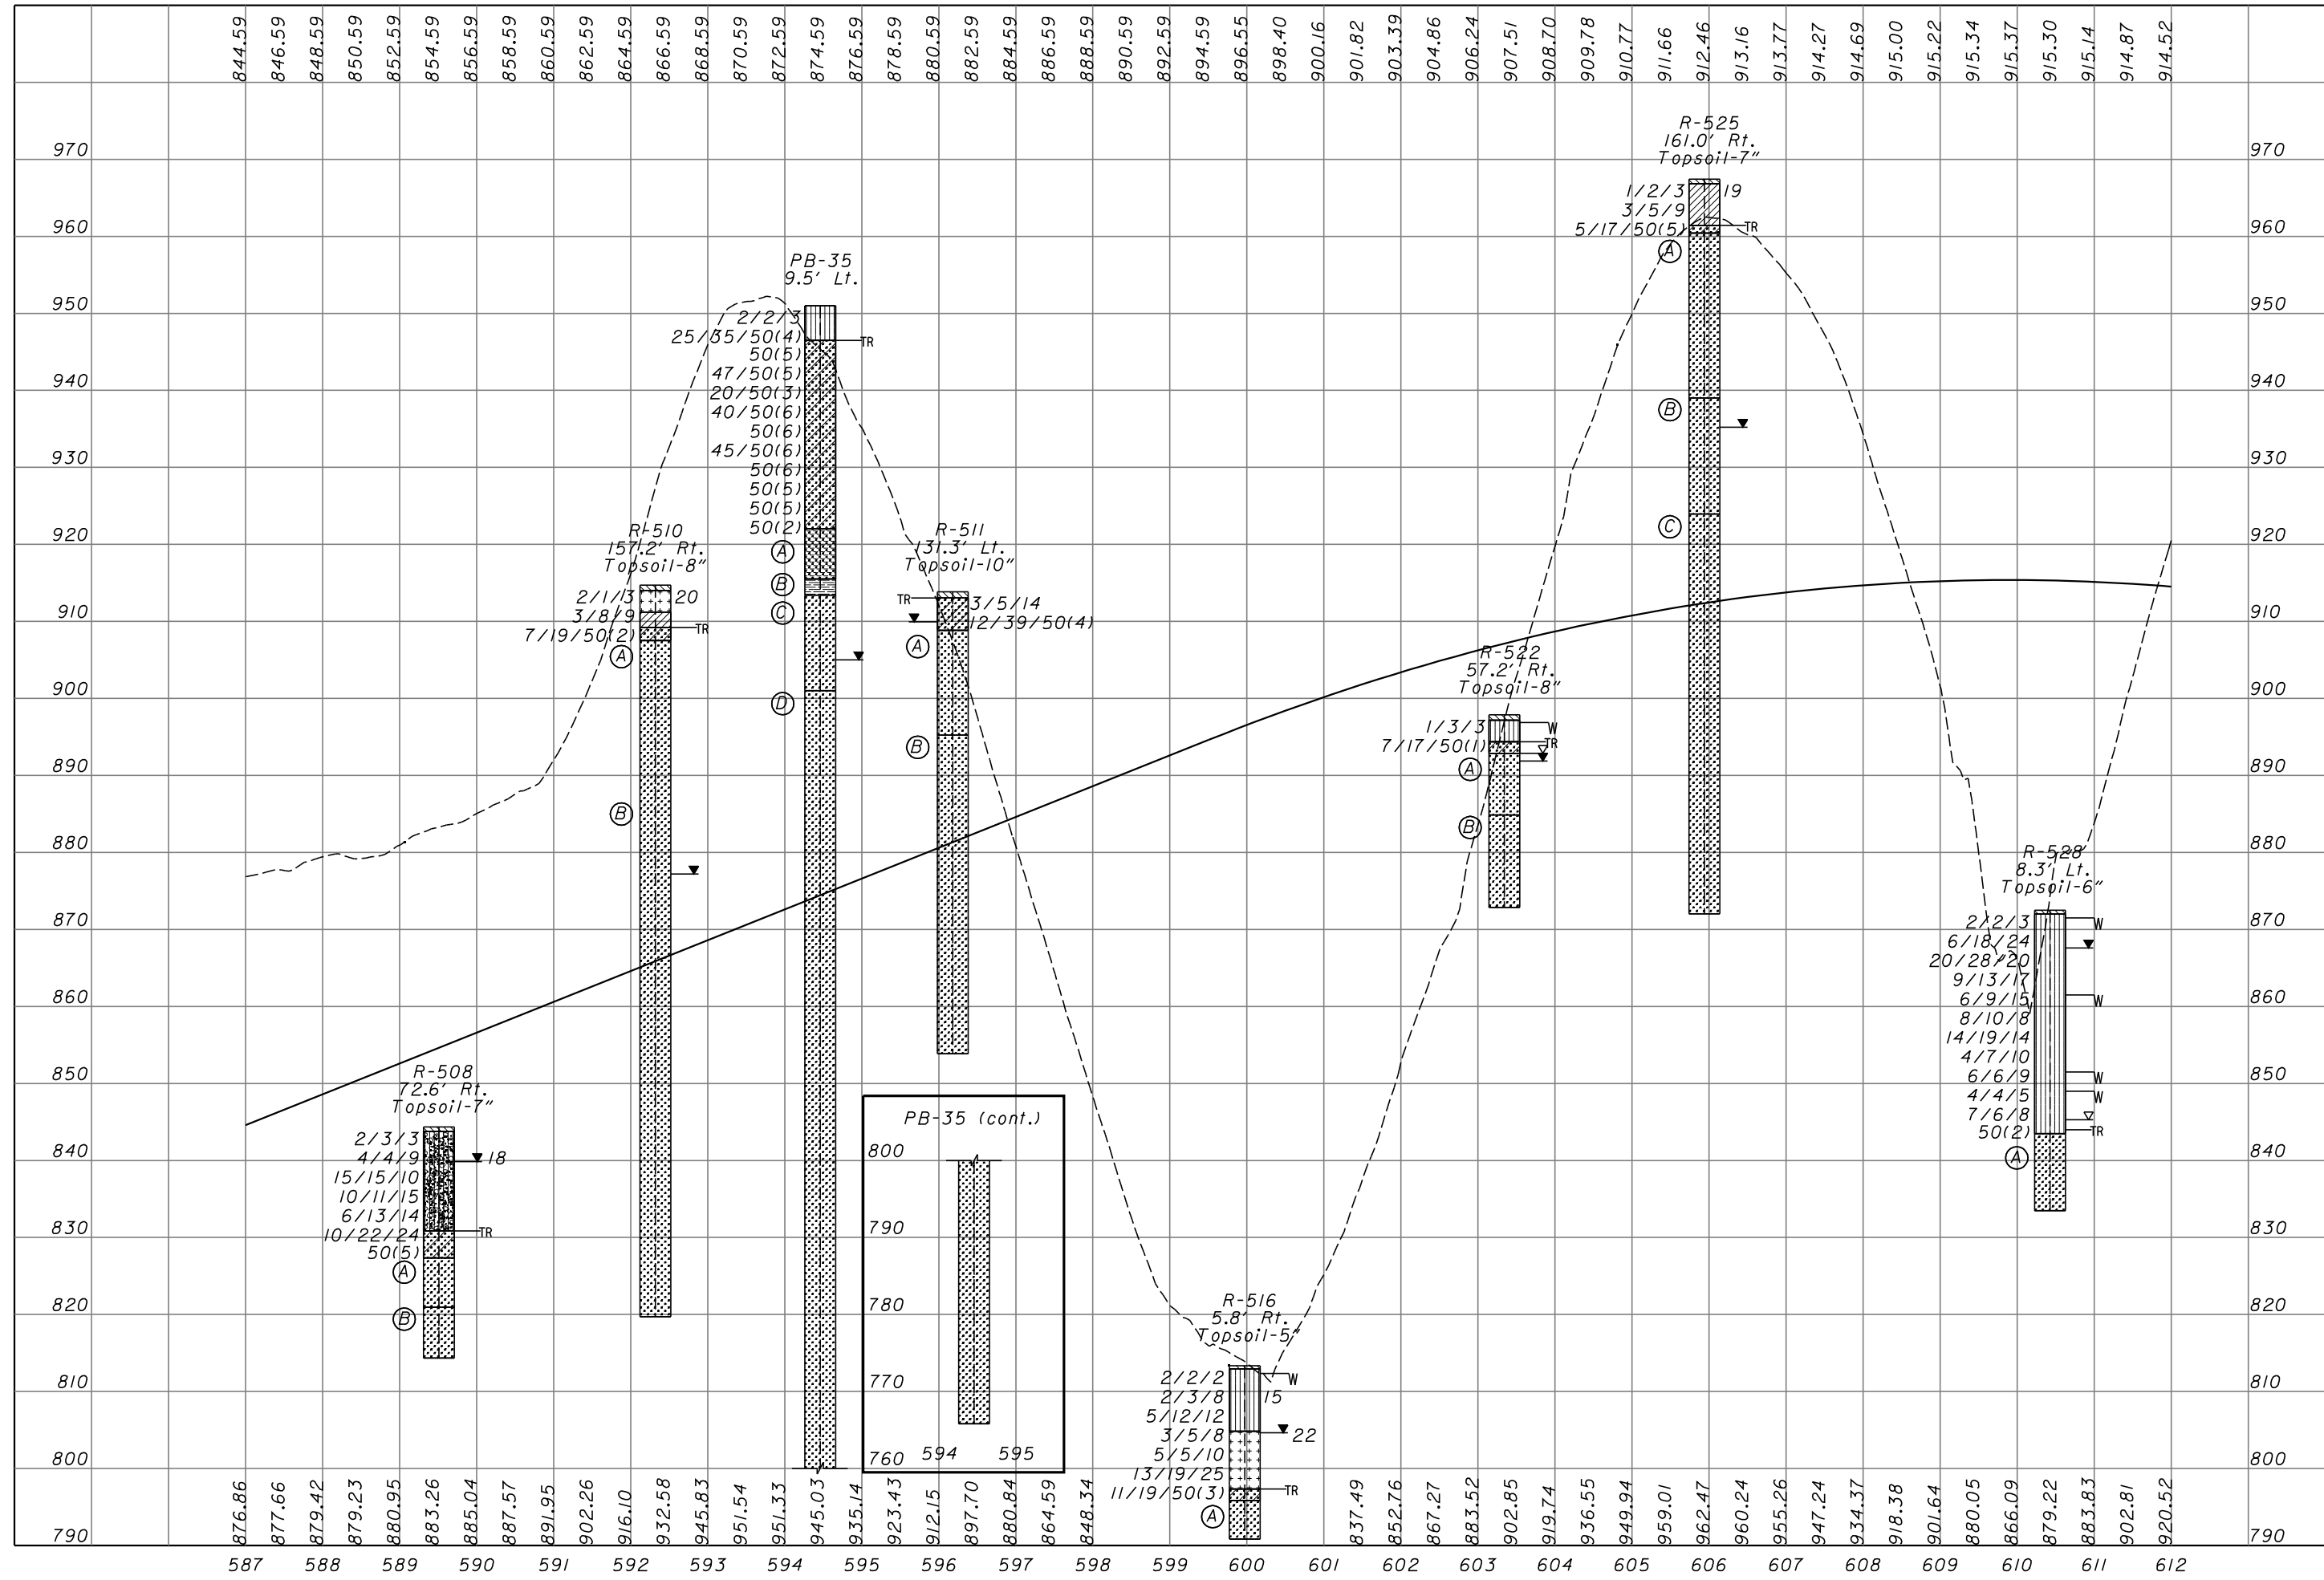 844.59 846.59 848.59 850.59 852.59 854.59 856.59 858.59 860.59 862.59 864.59 866.59 868.59 870.59 872.59 874.59 876.59 878.59 880.59 882.59 884.59 886.59 888.59 890.59 892.59 894.59 896.55 898.40 900.16 901.82 903.39 904.86 906.24 907.51 908.70 909.78 910.77 911.66 912.46 913.16 913.77 914.27 914.69 915.00 915.22 915.34 915.37 915.30 915.14 914.87 914.52
970 970
960 960
950 950
940 940
930 930
920 920
910 910
900 900
890 890
880 880
870 870
860 860
850 850
840 840
830 830
820 820
810 810
800 800
790 790
R-508
72.6' Rt.
Topsoil-7"
2/3/3
4/4/9 18
15/15/10
10/11/15
6/13/14
10/22/24 TR
50(5)
A
B
R-510
157.2' Rt.
Topsoil-8"
2/1/3 20
3/8/9
7/19/50(2) TR
A
B
PB-35
9.5' Lt.
2/2/3
25/35/50(4) TR
50(5)
47/50(5)
20/50(3)
40/50(6)
50(6)
45/50(6)
50(6)
50(5)
50(5)
50(2)
A
B
C
D
R-511
131.3' Lt.
Topsoil-10"
TR 3/5/14
12/39/50(4)
A
B
PB-35 (cont.)
800
790
780
770
760 594 595
R-516
5.8' Rt.
Topsoil-5"
2/2/2 W
2/3/8 15
5/12/12
3/5/8 22
5/5/10
13/19/25
11/19/50(3) TR
A
R-522
57.2' Rt.
Topsoil-8"
1/3/3 W
7/17/50(1) TR
A
B
R-525
161.0' Rt.
Topsoil-7"
1/2/3 19
3/5/9
5/17/50(5) TR
A
B
C
R-528
8.3' Lt.
Topsoil-6"
2/2/3 W
6/18/24
20/28/20
9/13/17
6/9/15 W
8/10/8
14/19/14
4/7/10
6/6/9 W
4/4/5 W
7/6/8
50(2) TR
A
876.86 877.66 879.42 879.23 880.95 883.26 885.04 887.57 891.95 902.26 916.10 932.58 945.83 951.54 951.33 945.03 935.14 923.43 912.15 897.70 880.84 864.59 848.34 837.49 852.76 867.27 883.52 902.85 919.74 936.55 949.94 959.01 962.47 960.24 955.26 947.24 934.37 918.38 901.64 880.05 866.09 879.22 883.83 902.81 920.52
587 588 589 590 591 592 593 594 595 596 597 598 599 600 601 602 603 604 605 606 607 608 609 610 611 612